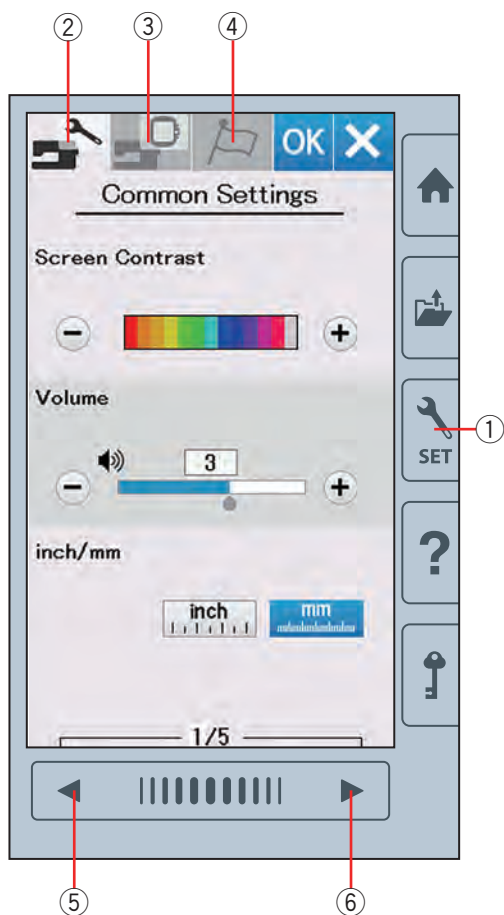 ② ③ ④
OK X
Common Settings
Screen Contrast
− +
Volume
3
− +
inch/mm
inch mm
1/5
SET
?
①
⑤ ⑥